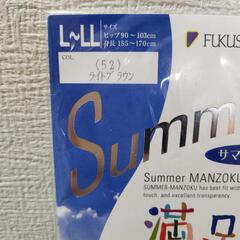 L~LL
サイズ
ヒップ90~103cm
身長155~170cm
FUKUS
COL.
(52)
ライトブラウン
Summ
サマ
Summer MANZOKU
SUMMER-MANZOKU has best fit with
touch, and excellent transparency.
満足